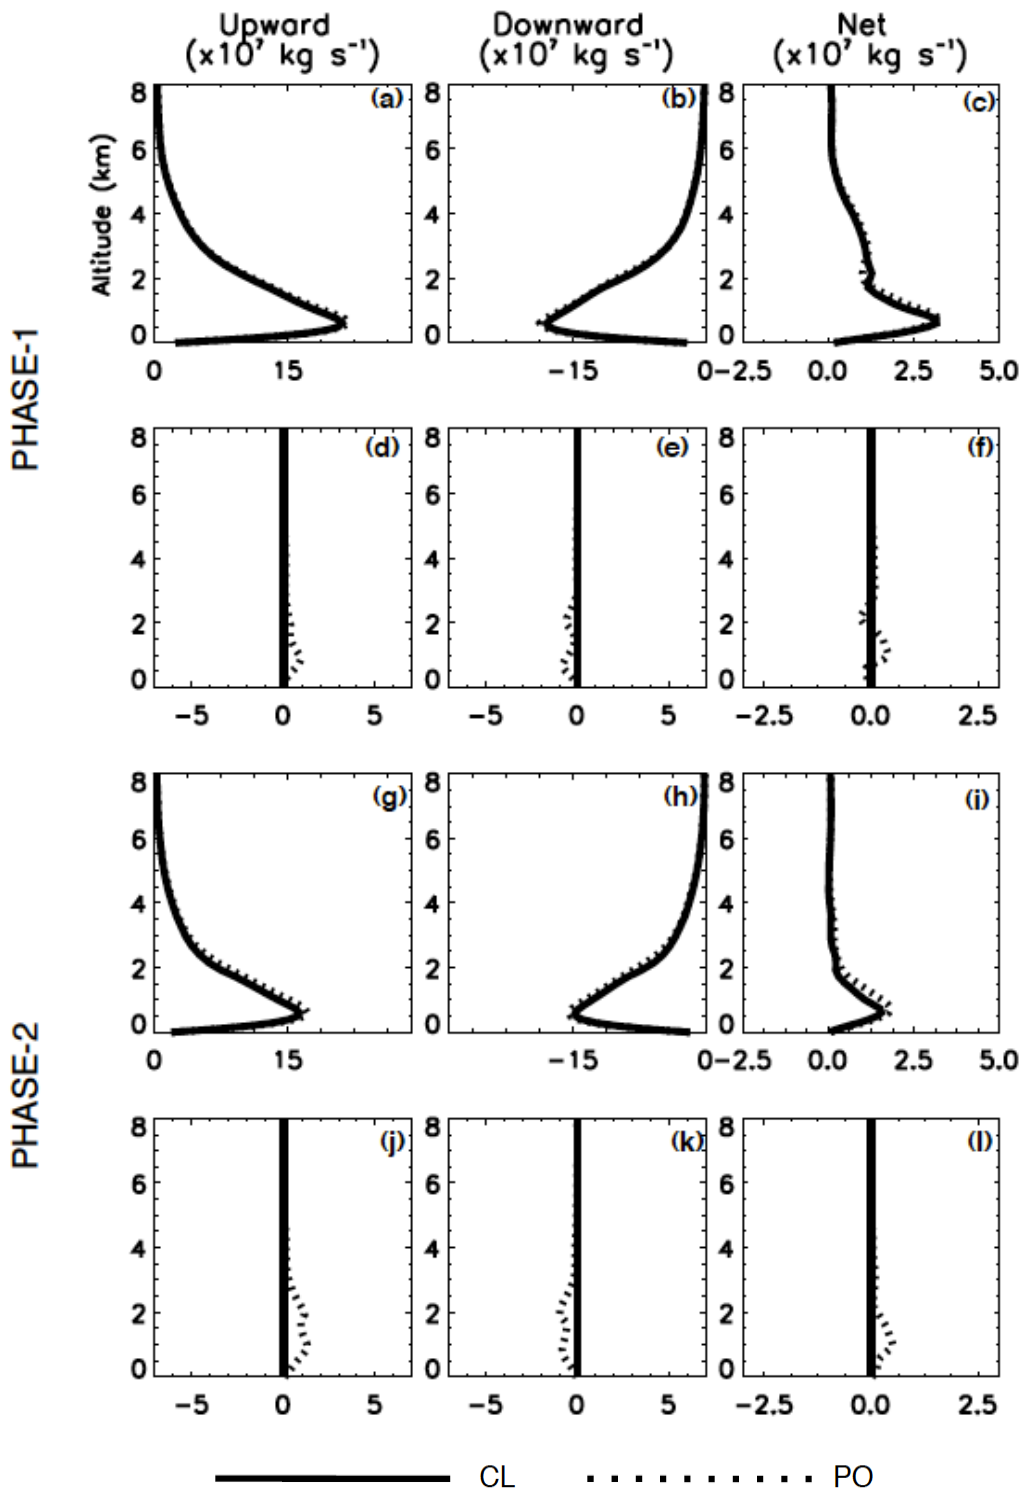 Upward Downward Net
(x10⁷ kg s⁻¹) (x10⁷ kg s⁻¹) (x10⁷ kg s⁻¹)
PHASE-1
Altitude (km)
8 (a) 8 (b) 8 (c)
6 6 6
4 4 4
2 2 2
0 0 0
0 15 -15 0 -2.5 0.0 2.5 5.0
8 (d) 8 (e) 8 (f)
6 6 6
4 4 4
2 2 2
0 0 0
-5 0 5 -5 0 5 -2.5 0.0 2.5
PHASE-2
8 (g) 8 (h) 8 (i)
6 6 6
4 4 4
2 2 2
0 0 0
0 15 -15 0 -2.5 0.0 2.5 5.0
8 (j) 8 (k) 8 (l)
6 6 6
4 4 4
2 2 2
0 0 0
-5 0 5 -5 0 5 -2.5 0.0 2.5
CL PO